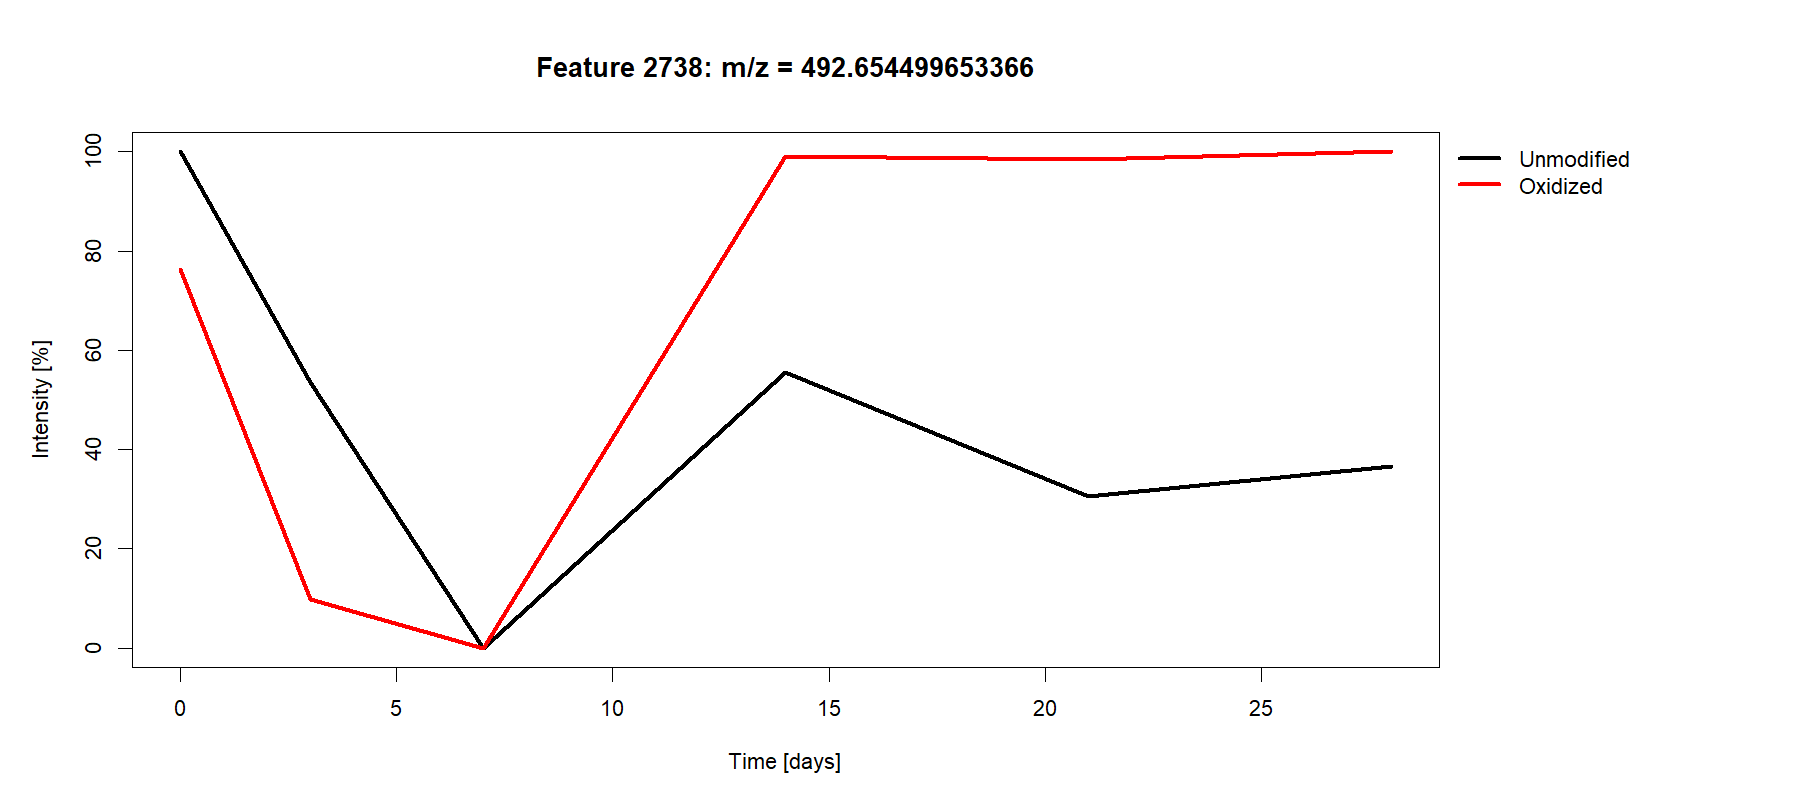 Feature 2738: m/z = 492.654499653366
Unmodified
Oxidized
Intensity [%]
100
80
60
40
20
0
0 5 10 15 20 25
Time [days]